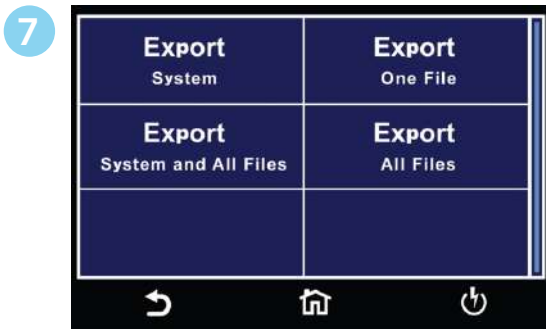 7
Export
System
Export
One File
Export
System and All Files
Export
All Files